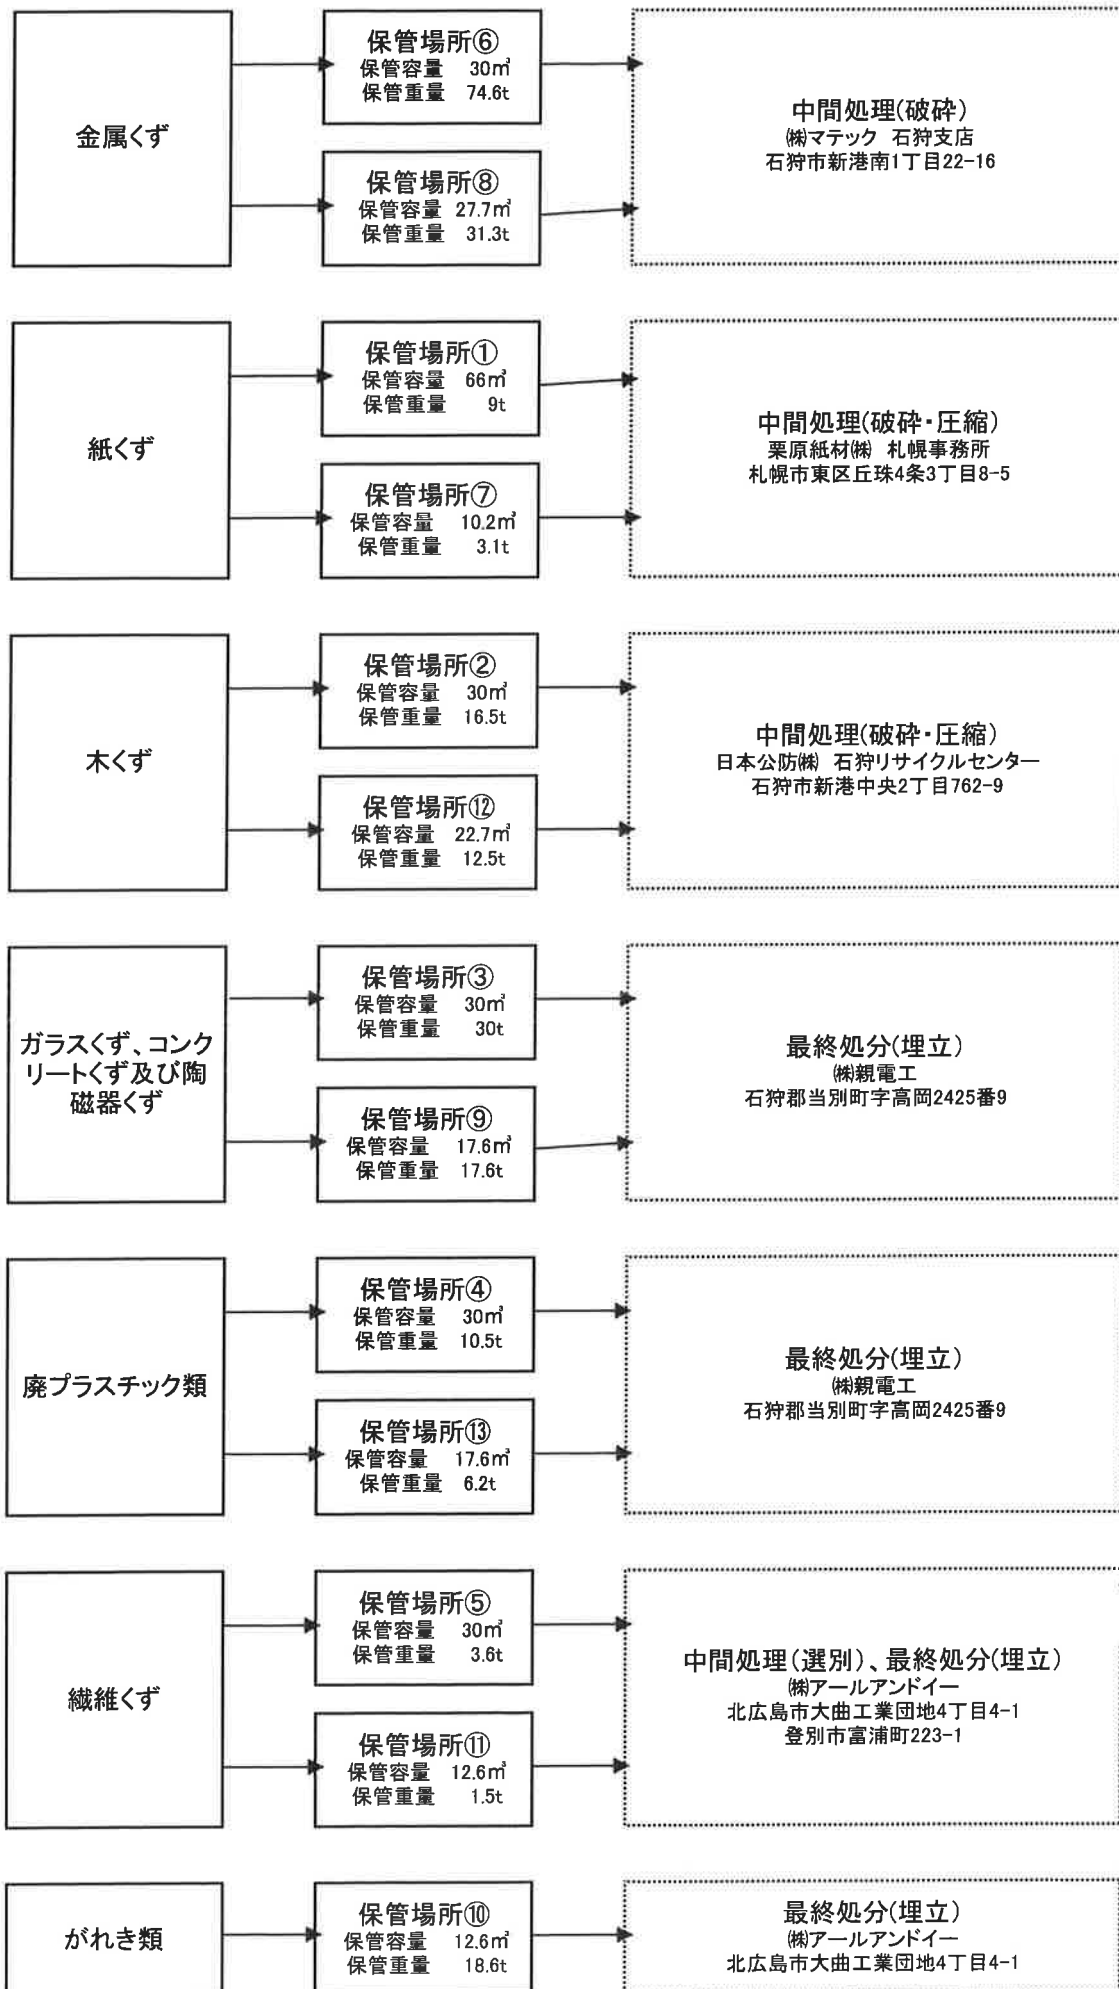 金属くず
保管場所⑥
保管容量 30㎥
保管重量 74.6t
保管場所⑧
保管容量 27.7㎥
保管重量 31.3t
中間処理(破砕)
㈱マテック 石狩支店
石狩市新港南1丁目22-16
紙くず
保管場所①
保管容量 66㎥
保管重量 9t
保管場所⑦
保管容量 10.2㎥
保管重量 3.1t
中間処理(破砕・圧縮)
栗原紙材㈱ 札幌事務所
札幌市東区丘珠4条3丁目8-5
木くず
保管場所②
保管容量 30㎥
保管重量 16.5t
保管場所⑫
保管容量 22.7㎥
保管重量 12.5t
中間処理(破砕・圧縮)
日本公防㈱ 石狩リサイクルセンター
石狩市新港中央2丁目762-9
ガラスくず、コンク
リートくず及び陶
磁器くず
保管場所③
保管容量 30㎥
保管重量 30t
保管場所⑨
保管容量 17.6㎥
保管重量 17.6t
最終処分(埋立)
㈱親電工
石狩郡当別町字高岡2425番9
廃プラスチック類
保管場所④
保管容量 30㎥
保管重量 10.5t
保管場所⑬
保管容量 17.6㎥
保管重量 6.2t
最終処分(埋立)
㈱親電工
石狩郡当別町字高岡2425番9
繊維くず
保管場所⑤
保管容量 30㎥
保管重量 3.6t
保管場所⑪
保管容量 12.6㎥
保管重量 1.5t
中間処理(選別)、最終処分(埋立)
㈱アールアンドイー
北広島市大曲工業団地4丁目4-1
登別市富浦町223-1
がれき類
保管場所⑩
保管容量 12.6㎥
保管重量 18.6t
最終処分(埋立)
㈱アールアンドイー
北広島市大曲工業団地4丁目4-1